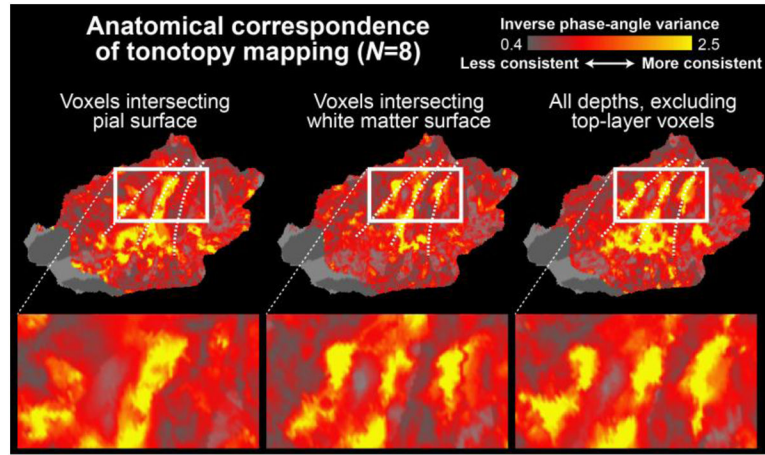 Anatomical correspondence
of tonotopy mapping (N=8)
Inverse phase-angle variance
0.4 2.5
Less consistent ⟷ More consistent
Voxels intersecting
pial surface
Voxels intersecting
white matter surface
All depths, excluding
top-layer voxels